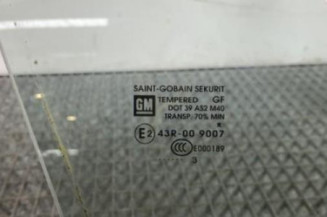 SAINT-GOBAIN SEKURIT
GM TEMPERED GF
DOT 39 AS2 M40
TRANSP. 70% MIN
E2 43R-00 9007
CCC E000189